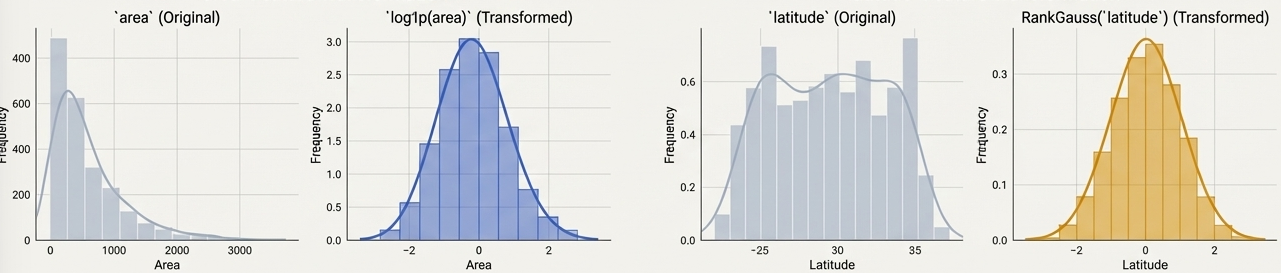 `area` (Original)
400
600
400
200
0
0 1000 2000 3000
Frequency
Area
`log1p(area)` (Transformed)
3.0
2.5
2.0
1.5
1.0
0.5
0.0
-2 0 2
Frequency
Area
`latitude` (Original)
0,6
0.4
0.2
0.0
-25 30 35
Frequency
Latitude
RankGauss(`latitude`) (Transformed)
0.3
0.2
0.1
0.0
-2 0 2
Frequency
Latitude